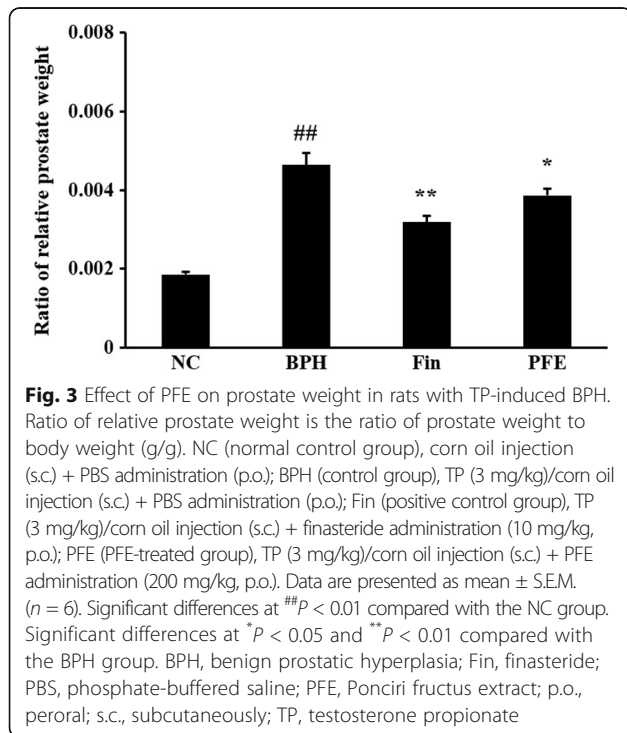 0.008
0.006
0.004
0.002
0
Ratio of relative prostate weight
##
**
*
NC BPH Fin PFE
Fig. 3 Effect of PFE on prostate weight in rats with TP-induced BPH.
Ratio of relative prostate weight is the ratio of prostate weight to
body weight (g/g). NC (normal control group), corn oil injection
(s.c.) + PBS administration (p.o.); BPH (control group), TP (3 mg/kg)/corn oil
injection (s.c.) + PBS administration (p.o.); Fin (positive control group), TP
(3 mg/kg)/corn oil injection (s.c.) + finasteride administration (10 mg/kg,
p.o.); PFE (PFE-treated group), TP (3 mg/kg)/corn oil injection (s.c.) + PFE
administration (200 mg/kg, p.o.). Data are presented as mean ± S.E.M.
(n = 6). Significant differences at ##P < 0.01 compared with the NC group.
Significant differences at *P < 0.05 and **P < 0.01 compared with
the BPH group. BPH, benign prostatic hyperplasia; Fin, finasteride;
PBS, phosphate-buffered saline; PFE, Ponciri fructus extract; p.o.,
peroral; s.c., subcutaneously; TP, testosterone propionate